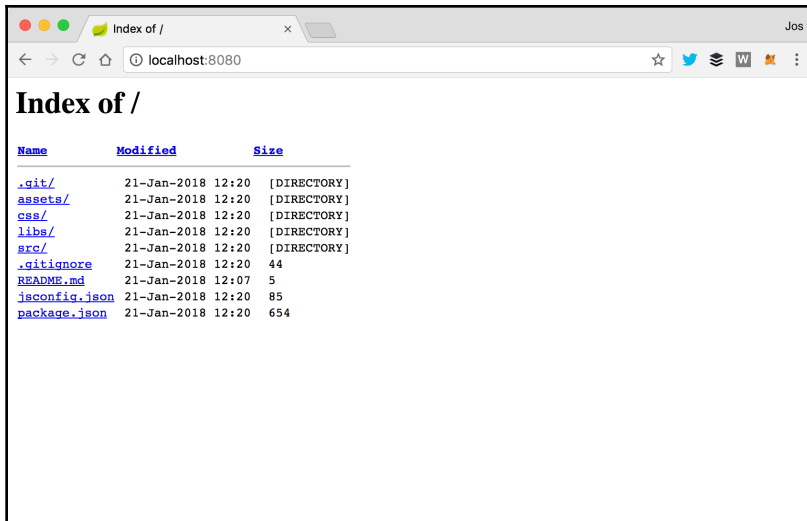 Index of /
Jos
localhost:8080
W
Index of /
Name Modified Size
.git/ 21-Jan-2018 12:20 [DIRECTORY]
assets/ 21-Jan-2018 12:20 [DIRECTORY]
css/ 21-Jan-2018 12:20 [DIRECTORY]
libs/ 21-Jan-2018 12:20 [DIRECTORY]
src/ 21-Jan-2018 12:20 [DIRECTORY]
.gitignore 21-Jan-2018 12:20 44
README.md 21-Jan-2018 12:07 5
jsconfig.json 21-Jan-2018 12:20 85
package.json 21-Jan-2018 12:20 654